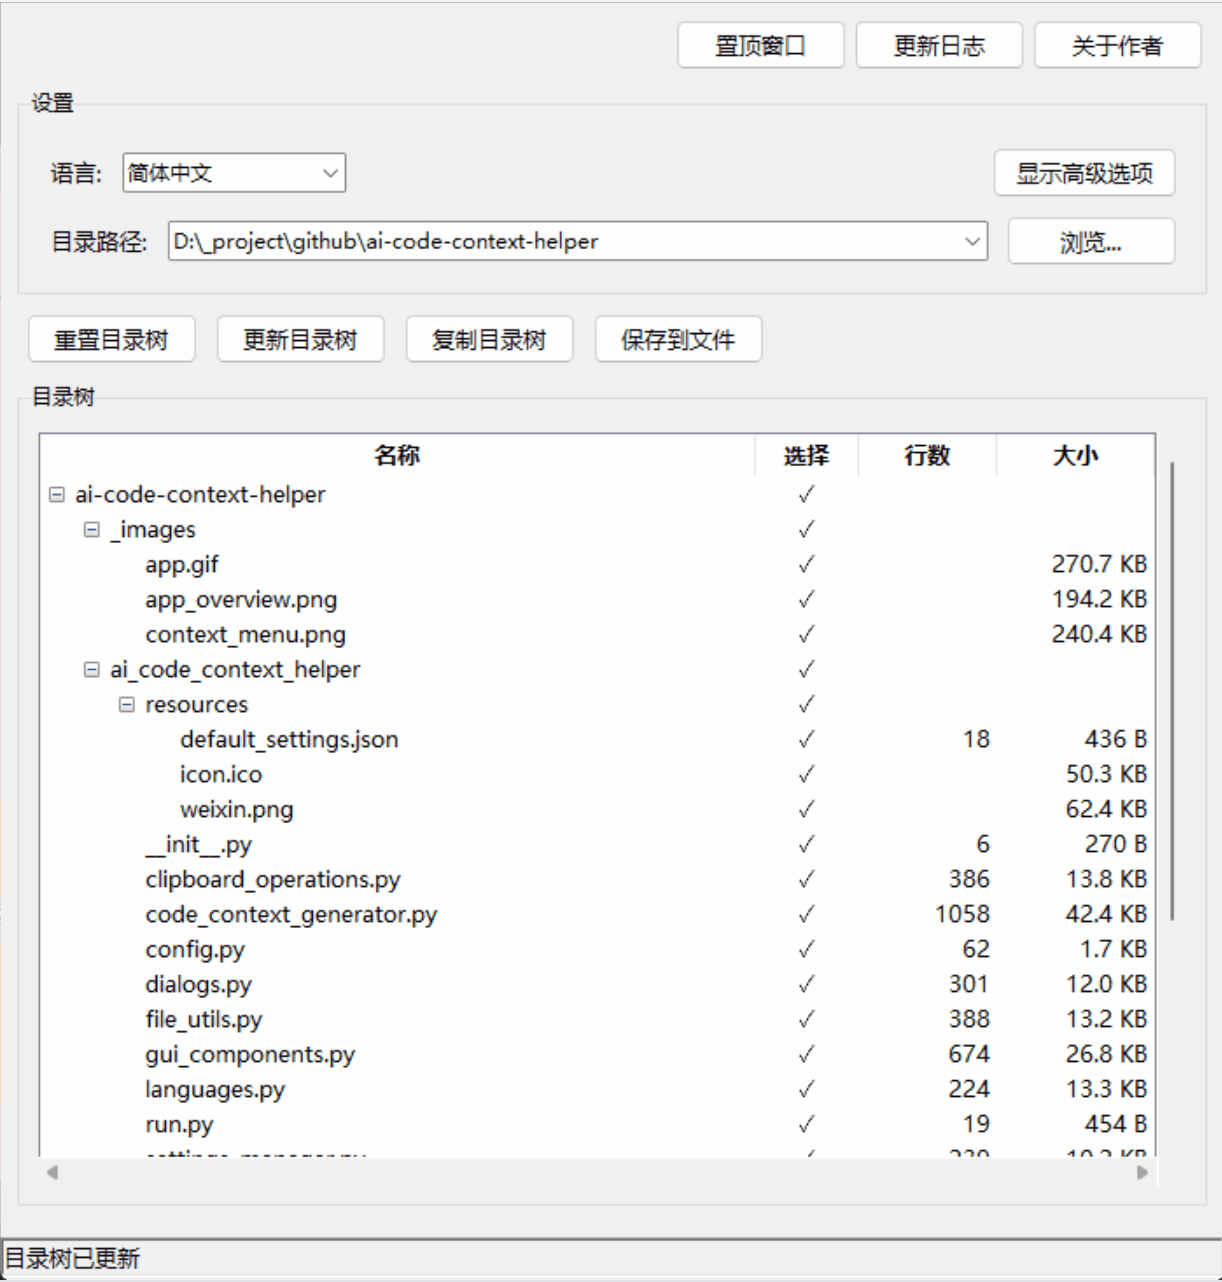 置顶窗口 更新日志 关于作者
设置
语言: 简体中文 显示高级选项
目录路径: D:\_project\github\ai-code-context-helper 浏览...
重置目录树 更新目录树 复制目录树 保存到文件
目录树
名称 选择 行数 大小
ai-code-context-helper ✓
_images ✓
app.gif ✓ 270.7 KB
app_overview.png ✓ 194.2 KB
context_menu.png ✓ 240.4 KB
ai_code_context_helper ✓
resources ✓
default_settings.json ✓ 18 436 B
icon.ico ✓ 50.3 KB
weixin.png ✓ 62.4 KB
__init__.py ✓ 6 270 B
clipboard_operations.py ✓ 386 13.8 KB
code_context_generator.py ✓ 1058 42.4 KB
config.py ✓ 62 1.7 KB
dialogs.py ✓ 301 12.0 KB
file_utils.py ✓ 388 13.2 KB
gui_components.py ✓ 674 26.8 KB
languages.py ✓ 224 13.3 KB
run.py ✓ 19 454 B
目录树已更新